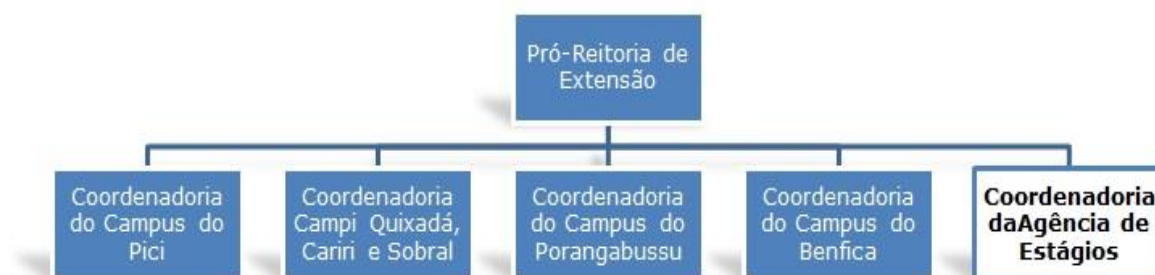 Pró-Reitoria de
Extensão
Coordenadoria
do Campus do
Pici
Coordenadoria
Campi Quixadá,
Cariri e Sobral
Coordenadoria
do Campus do
Porangabussu
Coordenadoria
do Campus do
Benfica
Coordenadoria
daAgência de
Estágios